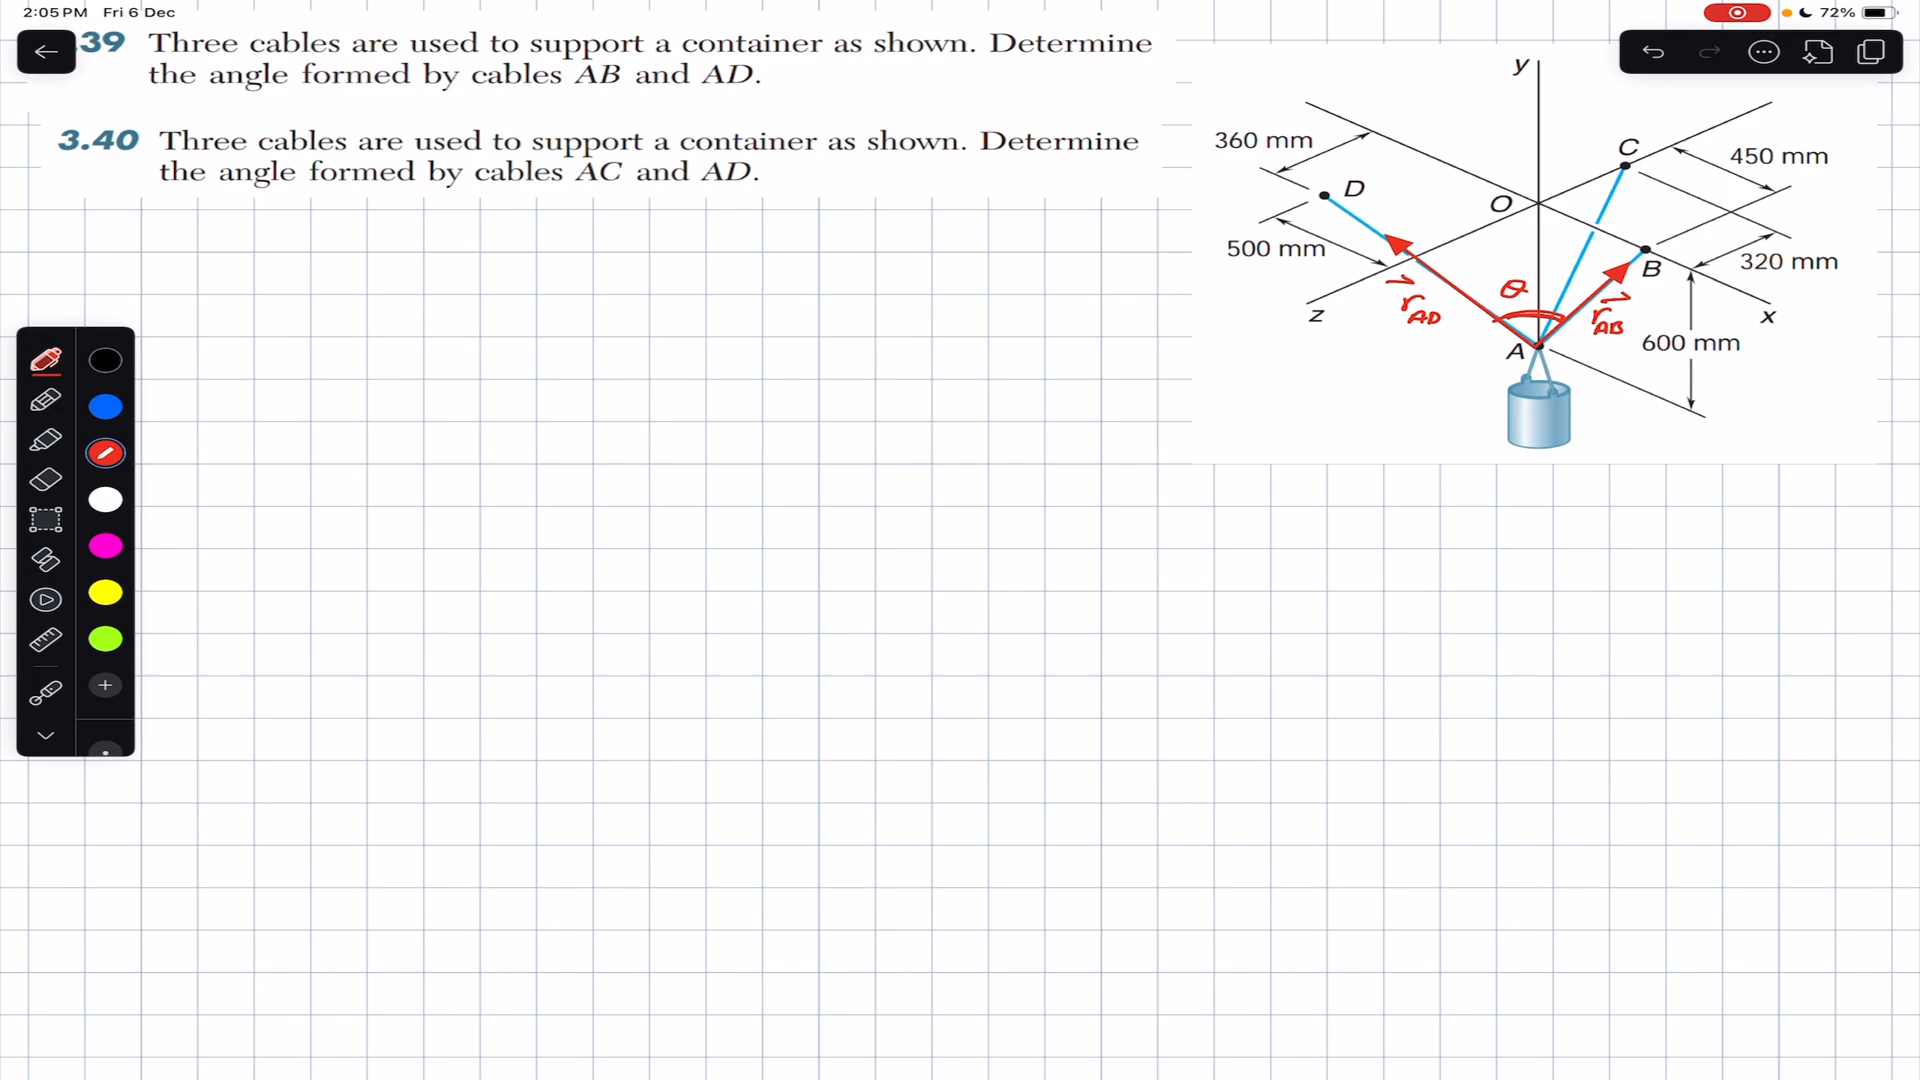 2:05 PM Fri 6 Dec
72%
.39 Three cables are used to support a container as shown. Determine
the angle formed by cables AB and AD.
3.40 Three cables are used to support a container as shown. Determine
the angle formed by cables AC and AD.
y
360 mm
C
450 mm
D
O
500 mm
B
320 mm
θ
r AD
r AB
z
x
A
600 mm